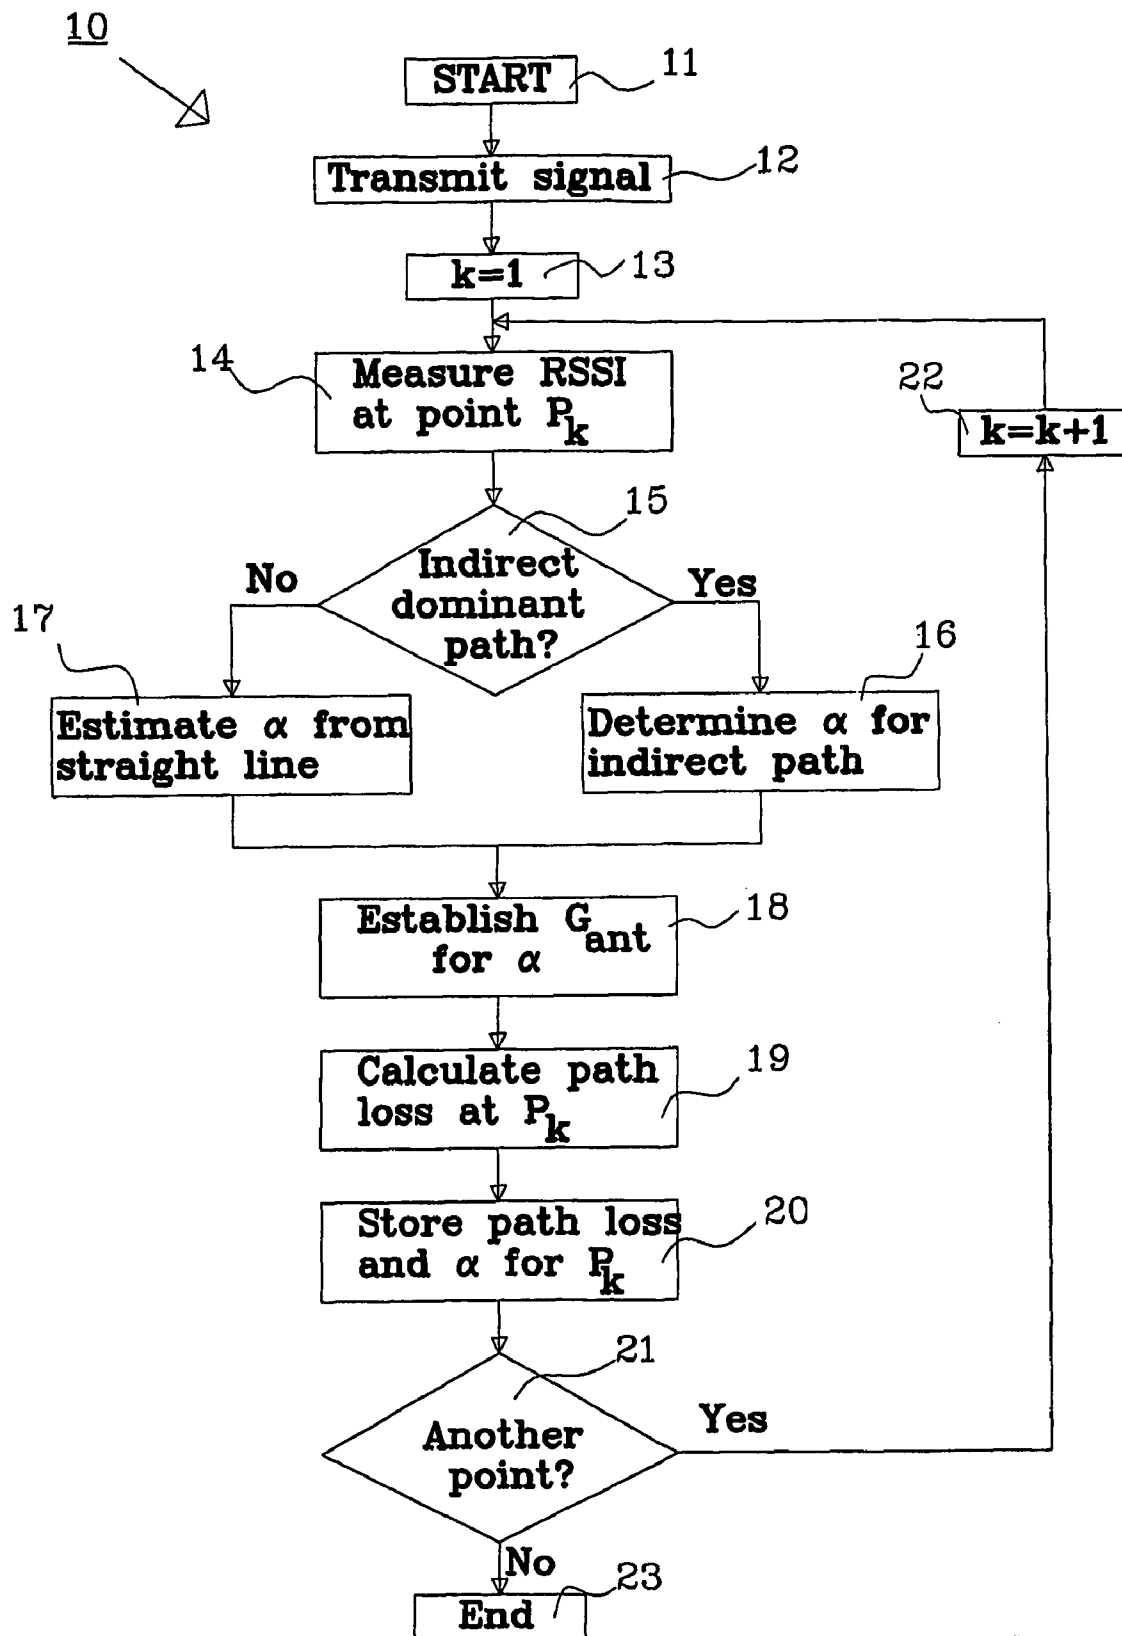 10
START
11
Transmit signal
12
k=1
13
14
Measure RSSI
at point Pk
22
k=k+1
15
Indirect
dominant
path?
No
Yes
17
Estimate α from
straight line
16
Determine α for
indirect path
Establish Gant
for α
18
Calculate path
loss at Pk
19
Store path loss
and α for Pk
20
21
Another
point?
Yes
No
End
23